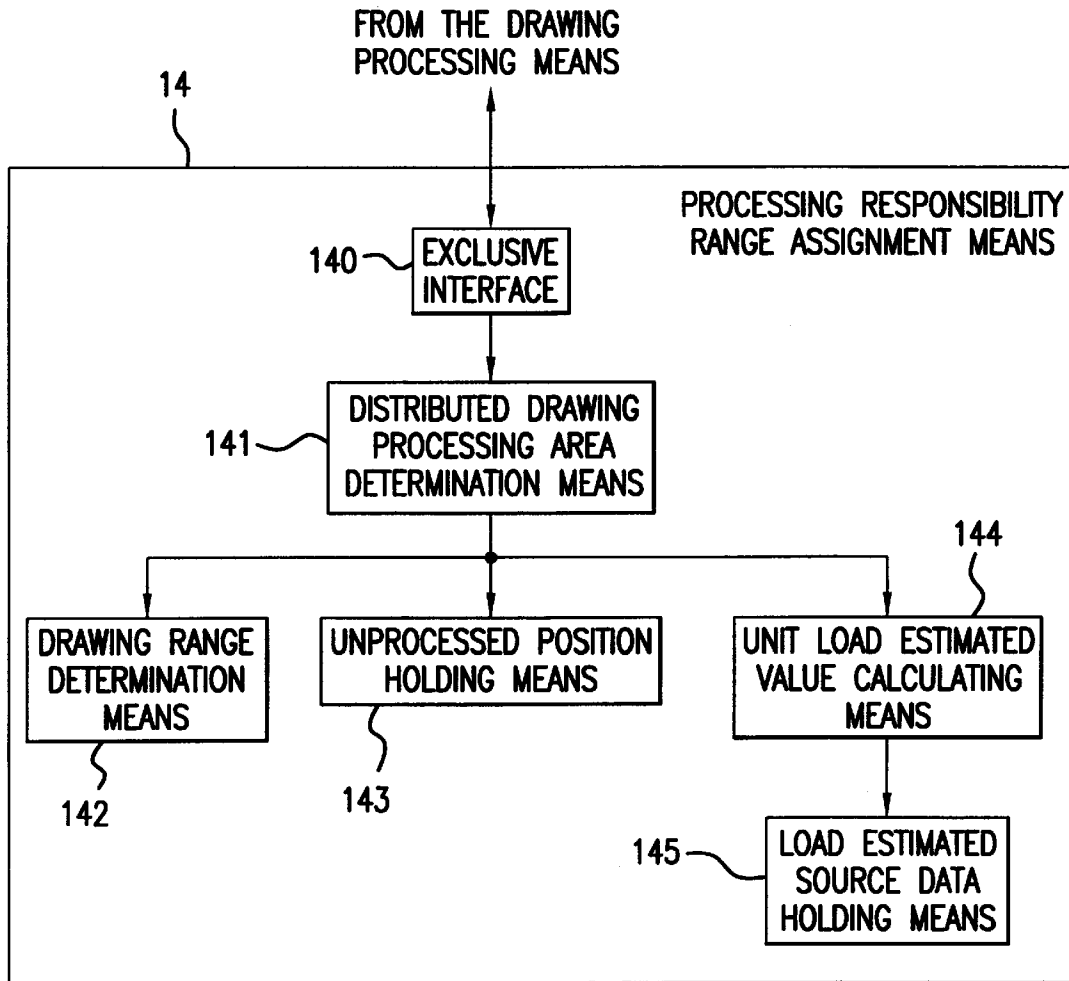 FROM THE DRAWING
PROCESSING MEANS
14
PROCESSING RESPONSIBILITY
RANGE ASSIGNMENT MEANS
140
EXCLUSIVE
INTERFACE
141
DISTRIBUTED DRAWING
PROCESSING AREA
DETERMINATION MEANS
144
DRAWING RANGE
DETERMINATION
MEANS
142
UNPROCESSED POSITION
HOLDING MEANS
143
UNIT LOAD ESTIMATED
VALUE CALCULATING
MEANS
145
LOAD ESTIMATED
SOURCE DATA
HOLDING MEANS